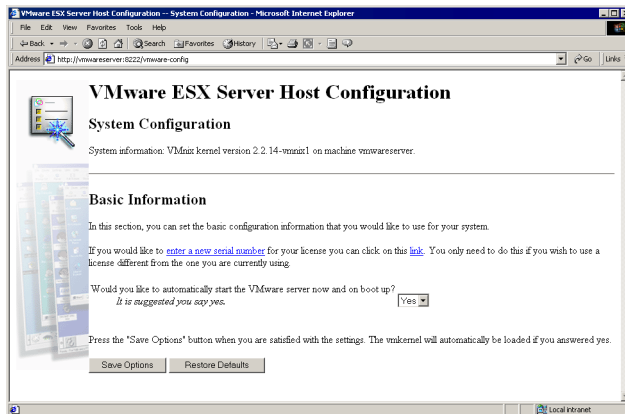 VMware ESX Server Host Configuration -- System Configuration - Microsoft Internet Explorer
File Edit View Favorites Tools Help
Back Search Favorites History
Address http://vmwareserver:8222/vmware-config Go Links
VMware ESX Server Host Configuration
System Configuration
System information: VMnix kernel version 2.2.14-vmnix1 on machine vmwareserver.
Basic Information
In this section, you can set the basic configuration information that you would like to use for your system.
If you would like to enter a new serial number for your license you can click on this link. You only need to do this if you wish to use a
license different from the one you are currently using.
Would you like to automatically start the VMware server now and on boot up?
It is suggested you say yes. Yes
Press the "Save Options" button when you are satisfied with the settings. The vmkernel will automatically be loaded if you answered yes.
Save Options Restore Defaults
Local intranet